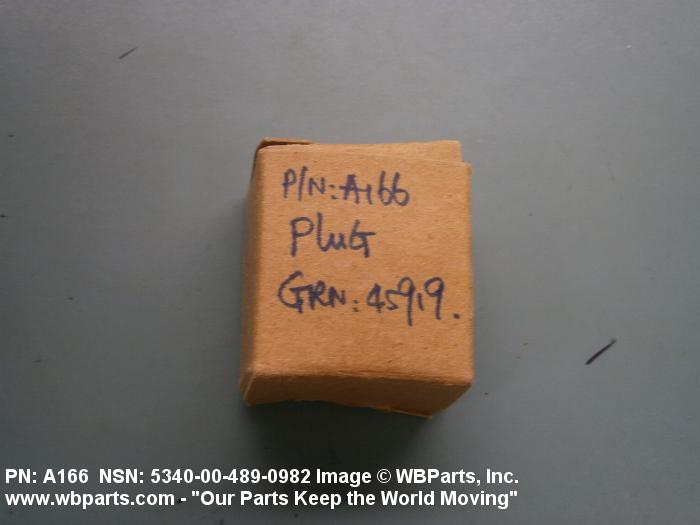 P/N: A166
PluG
GRN: 45919.
PN: A166 NSN: 5340-00-489-0982 Image © WBParts, Inc.
www.wbparts.com - "Our Parts Keep the World Moving"